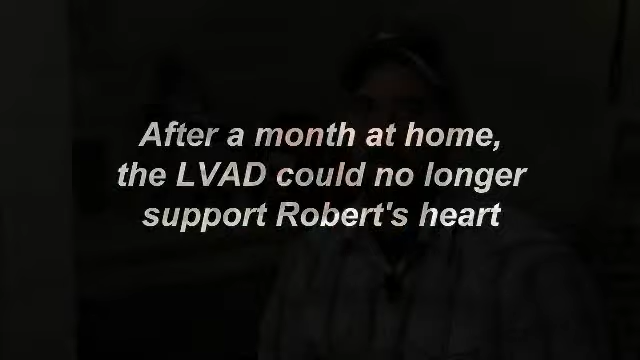 After a month at home,
the LVAD could no longer
support Robert's heart